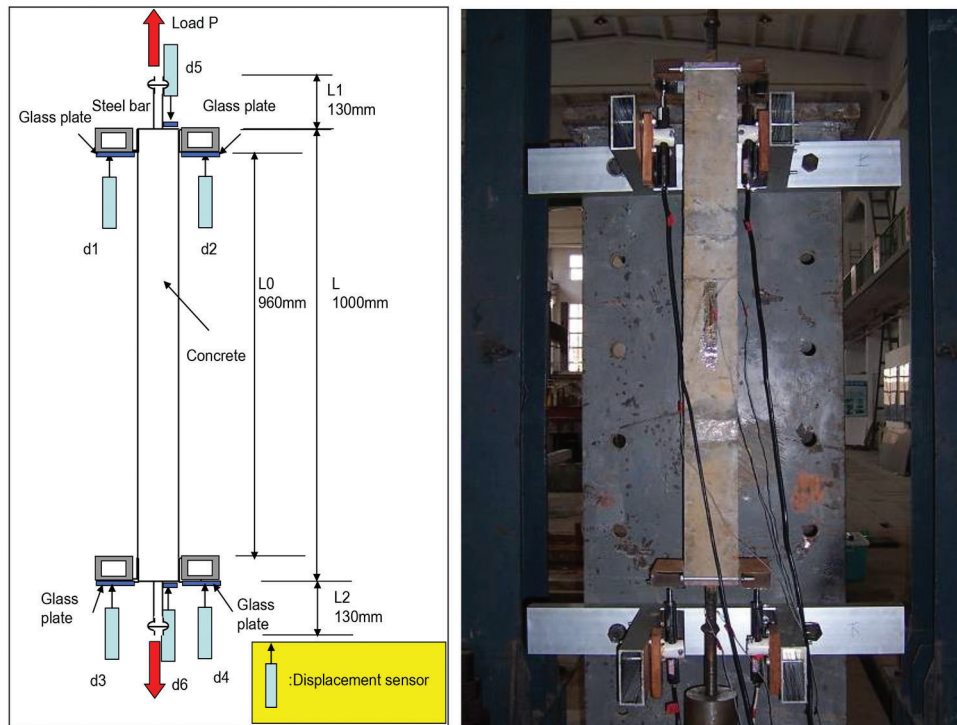 Load P
d5
Steel bar
Glass plate
Glass plate
L1
130mm
d1
d2
L0
960mm
L
1000mm
Concrete
Glass
plate
Glass
plate
L2
130mm
d3
d6
d4
:Displacement sensor